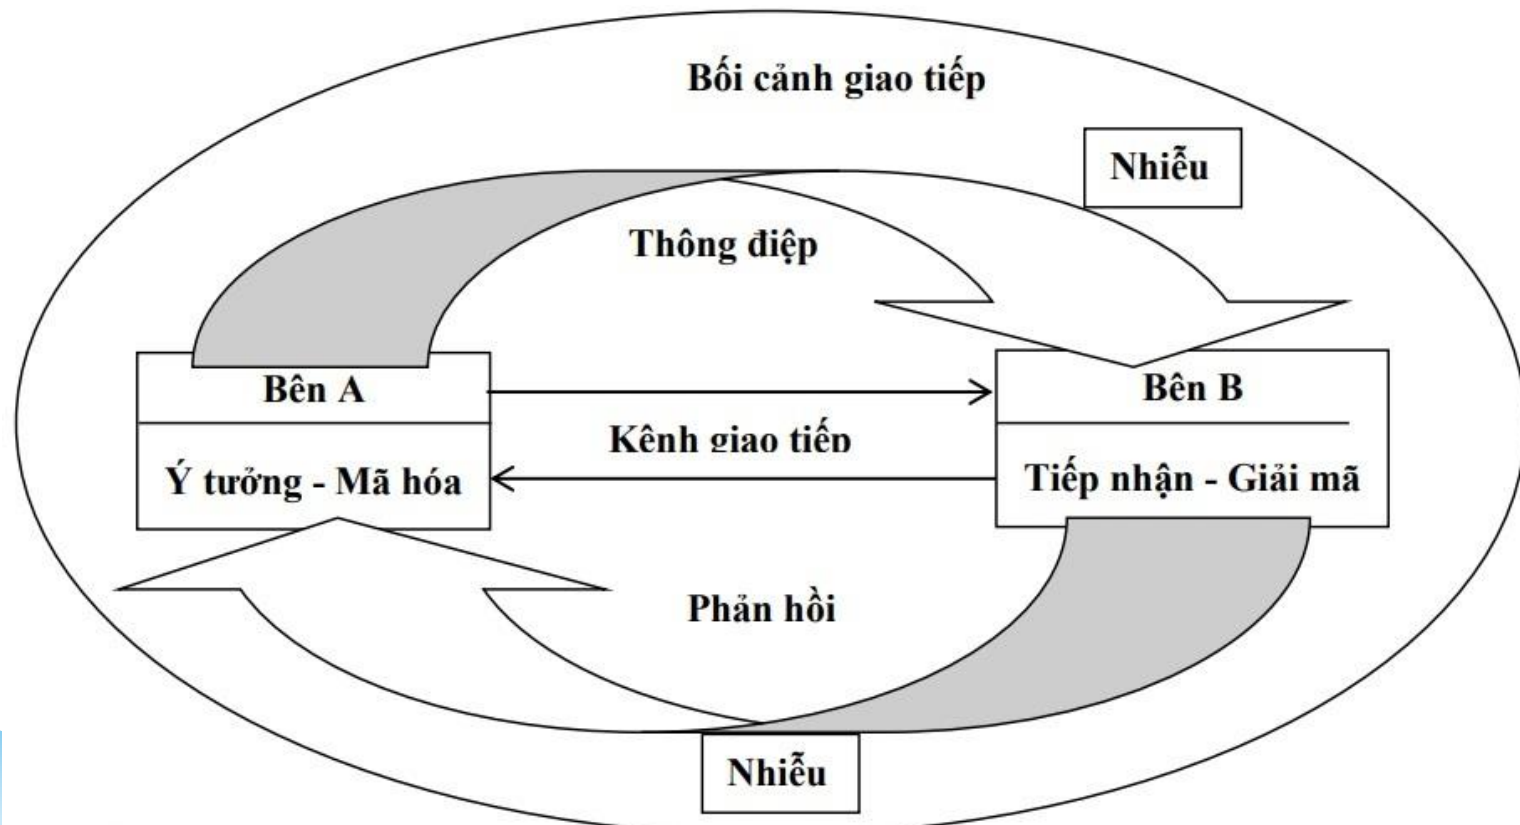 Bối cảnh giao tiếp
Nhiễu
Thông điệp
Bên A
Bên B
Kênh giao tiếp
Ý tưởng - Mã hóa
Tiếp nhận - Giải mã
Phản hồi
Nhiễu